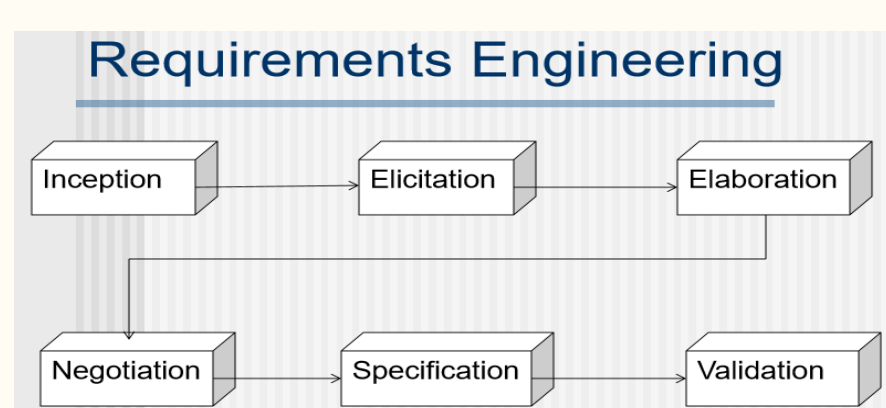 Requirements Engineering
Inception
Elicitation
Elaboration
Negotiation
Specification
Validation